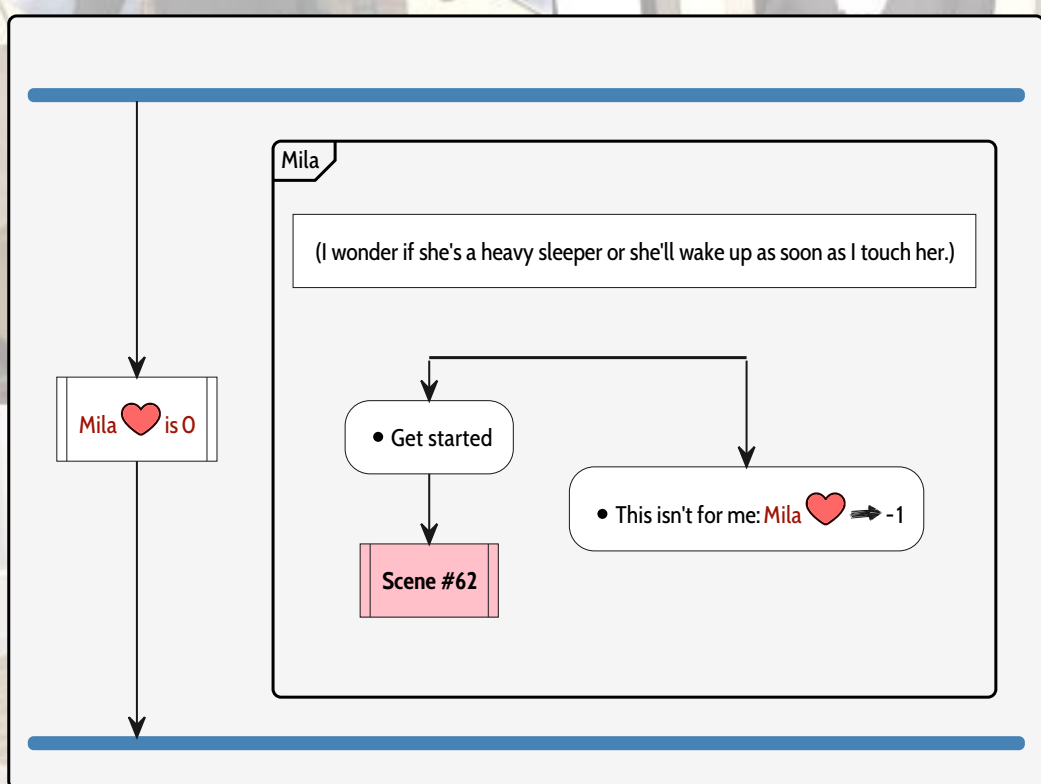 Mila
(I wonder if she's a heavy sleeper or she'll wake up as soon as I touch her.)
Mila is 0
• Get started
• This isn't for me: Mila -1
Scene #62